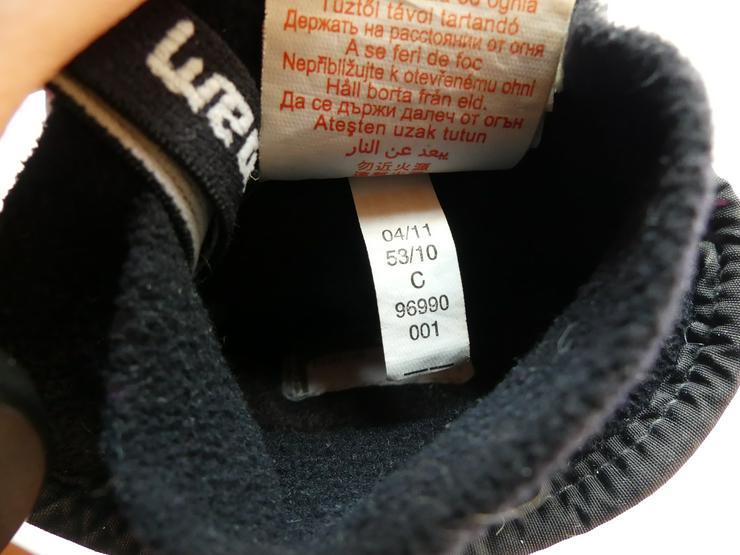 Tűztől távol tartandó
Держать на расстоянии от огня
A se feri de foc
Nepřibližujte k otevřenému ohni
Håll borta från eld.
Да се държи далеч от огън
Ateşten uzak tutun
يبعد عن النار
勿近火源
04/11
53/10
C
96990
001